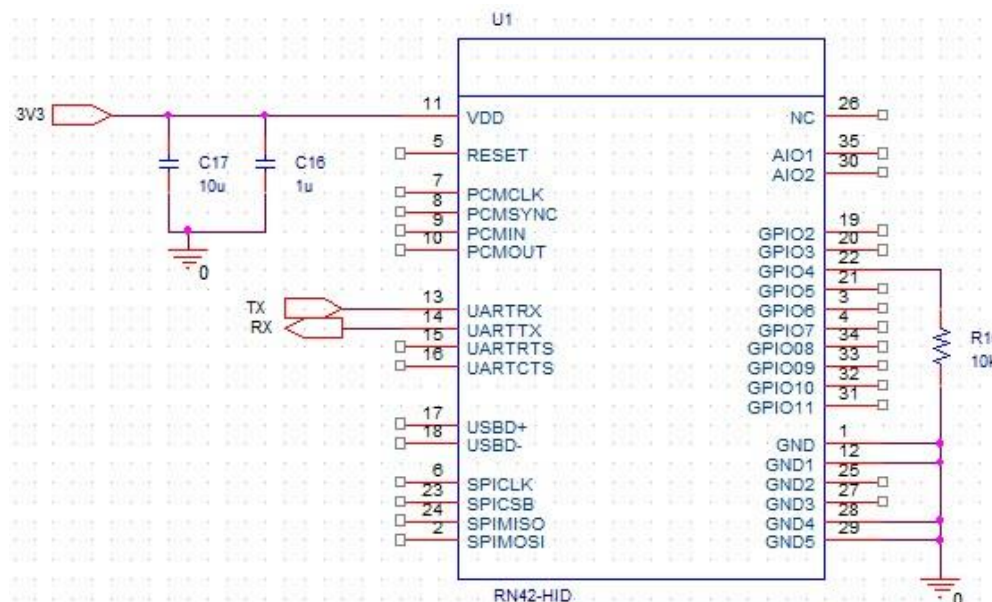 U1
3V3
C17
10u
C16
1u
0
TX
RX
11 VDD
5 RESET
7 PCMCLK
8 PCMSYNC
9 PCMIN
10 PCMOUT
13 UARTRX
14 UARTTX
15 UARTRTS
16 UARTCTS
17 USBD+
18 USBD-
6 SPICLK
23 SPICSB
24 SPIMISO
2 SPIMOSI
NC 26
AIO1 35
AIO2 30
GPIO2 19
GPIO3 20
GPIO4 22
GPIO5 21
GPIO6 3
GPIO7 4
GPIO08 34
GPIO09 33
GPIO10 32
GPIO11 31
GND 1
GND1 12
GND2 25
GND3 27
GND4 28
GND5 29
10k
0
RN42-HID